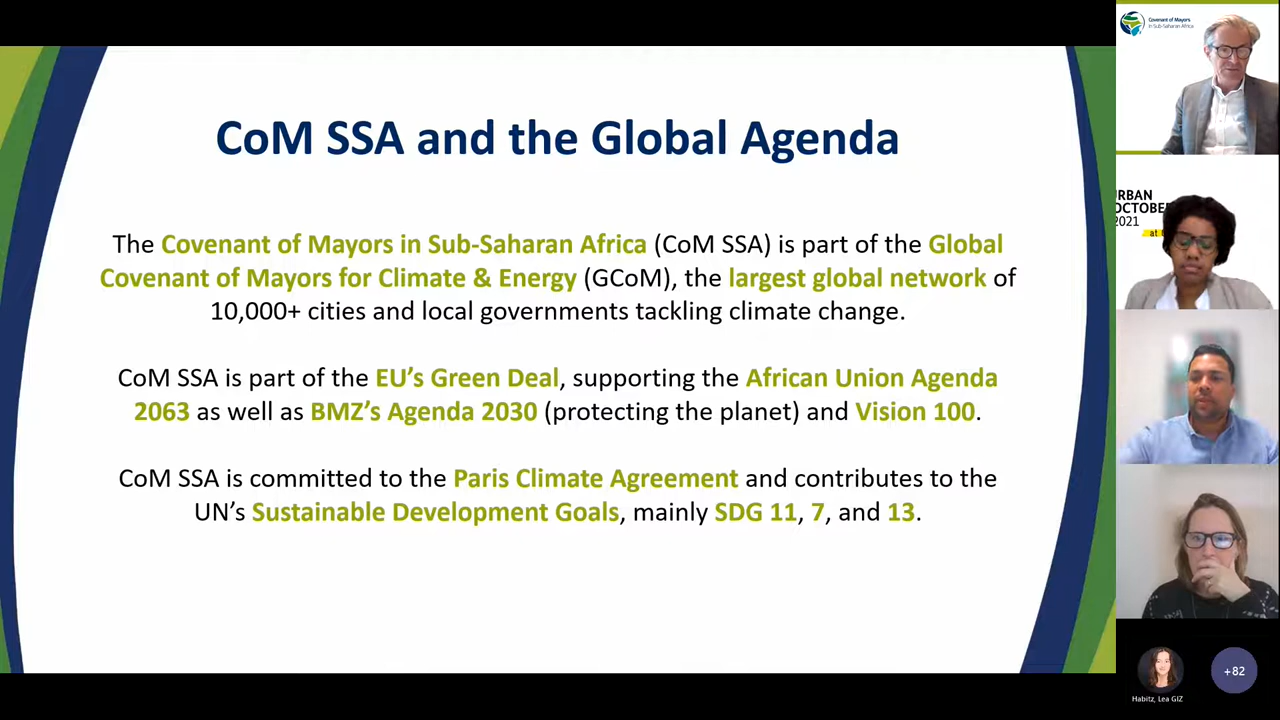 CoM SSA and the Global Agenda
The Covenant of Mayors in Sub-Saharan Africa (CoM SSA) is part of the Global
Covenant of Mayors for Climate & Energy (GCoM), the largest global network of
10,000+ cities and local governments tackling climate change.
CoM SSA is part of the EU’s Green Deal, supporting the African Union Agenda
2063 as well as BMZ’s Agenda 2030 (protecting the planet) and Vision 100.
CoM SSA is committed to the Paris Climate Agreement and contributes to the
UN’s Sustainable Development Goals, mainly SDG 11, 7, and 13.
Covenant of Mayors
in Sub-Saharan Africa
URBAN
OCTOBER
2021
at
Habitz, Lea GIZ
+82